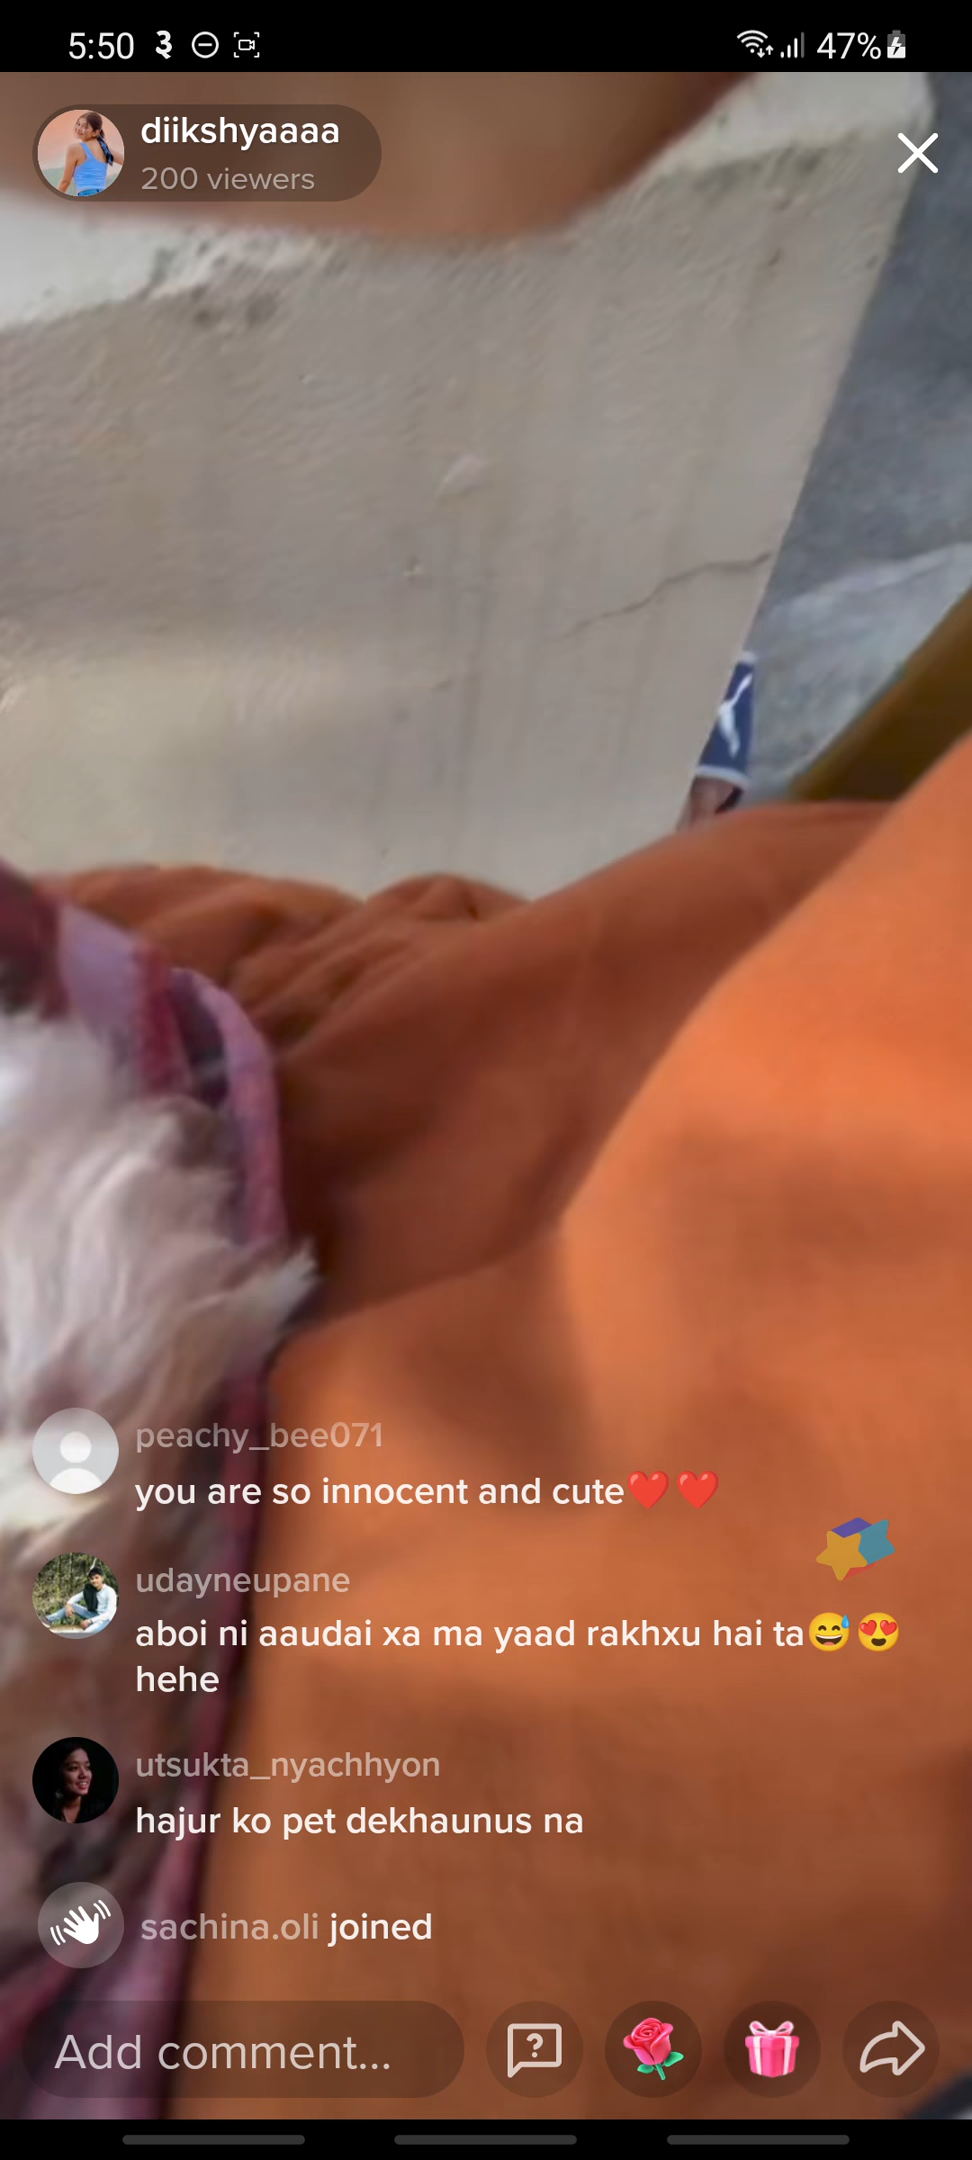 5:50 47%
diikshyaaaa
200 viewers
peachy_bee071
you are so innocent and cute❤️❤️
udayneupane
aboi ni aaudai xa ma yaad rakhxu hai ta😅😍
hehe
utsukta_nyachhyon
hajur ko pet dekhaunus na
sachina.oli joined
Add comment...